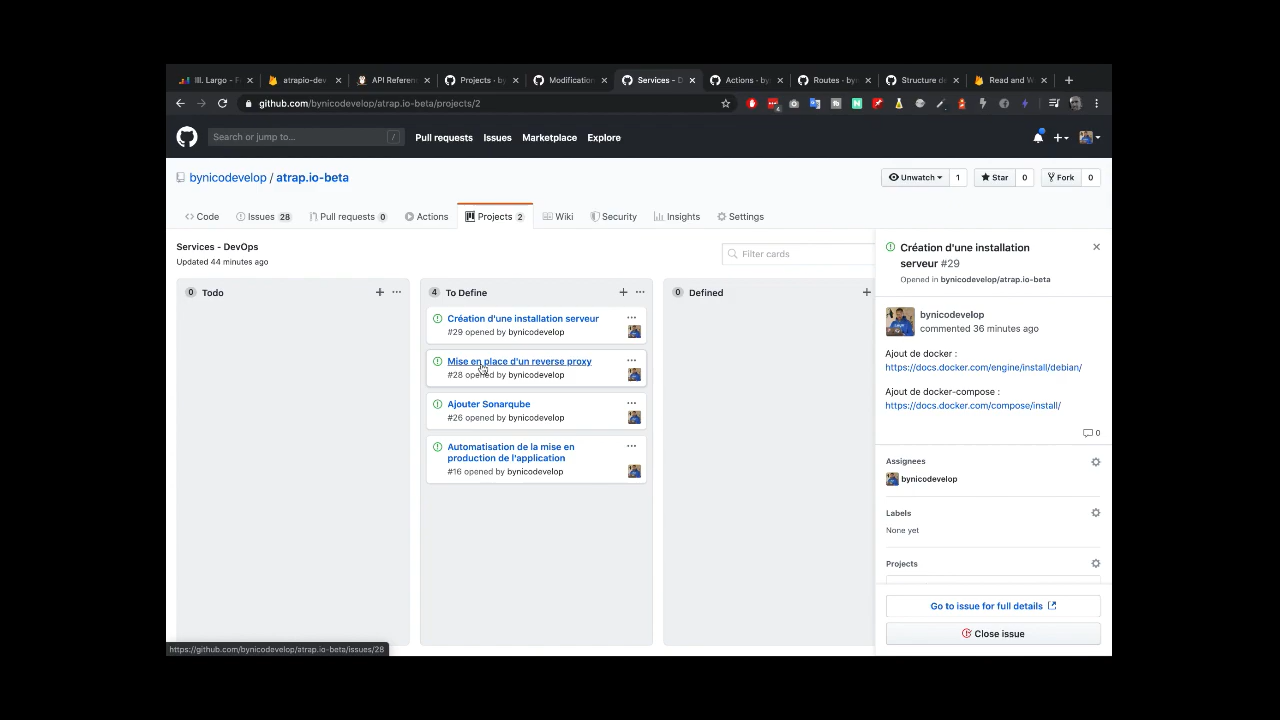 III. Largo - F
atrapio-dev
API Referen
Projects · by
Modification
Services - D
Actions · by
Routes · by
Structure de
Read and W
github.com/bynicodevelop/atrap.io-beta/projects/2
Search or jump to...
/
Pull requests
Issues
Marketplace
Explore
bynicodevelop / atrap.io-beta
Unwatch
1
Star
0
Fork
0
Code
Issues 28
Pull requests 0
Actions
Projects 2
Wiki
Security
Insights
Settings
Services - DevOps
Updated 44 minutes ago
Filter cards
0 Todo
4 To Define
Création d'une installation serveur
#29 opened by bynicodevelop
Mise en place d'un reverse proxy
#28 opened by bynicodevelop
Ajouter Sonarqube
#26 opened by bynicodevelop
Automatisation de la mise en
production de l'application
#16 opened by bynicodevelop
0 Defined
Création d'une installation
serveur #29
Opened in bynicodevelop/atrap.io-beta
bynicodevelop
commented 36 minutes ago
Ajout de docker :
https://docs.docker.com/engine/install/debian/
Ajout de docker-compose :
https://docs.docker.com/compose/install/
0
Assignees
bynicodevelop
Labels
None yet
Projects
Go to issue for full details
Close issue
https://github.com/bynicodevelop/atrap.io-beta/issues/28